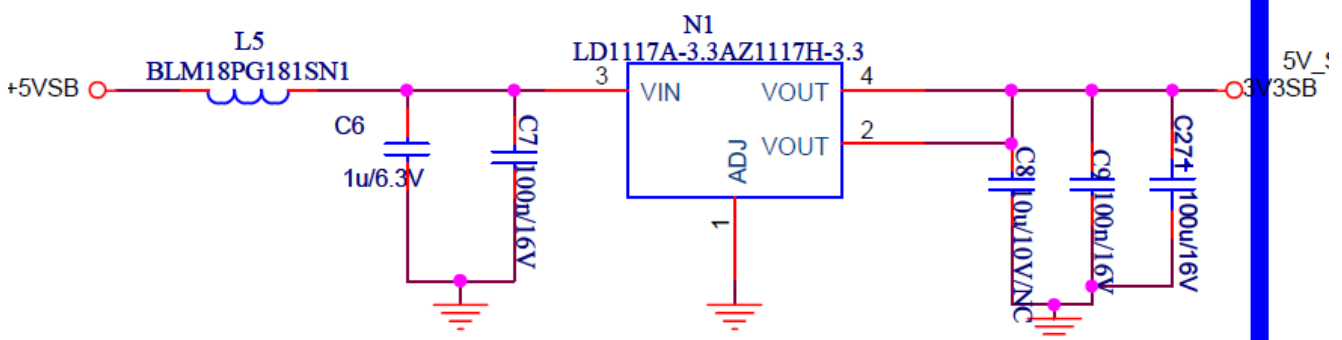 N1
L5
LD1117A-3.3AZ1117H-3.3
BLM18PG181SN1
5V_S
+5VSB
3
VIN
VOUT
4
3V3SB
C6
C7
ADJ
VOUT
2
C274
1u/6.3V
100n/16V
C8
10u/10V/NC
C9
100n/16V
100u/16V
1